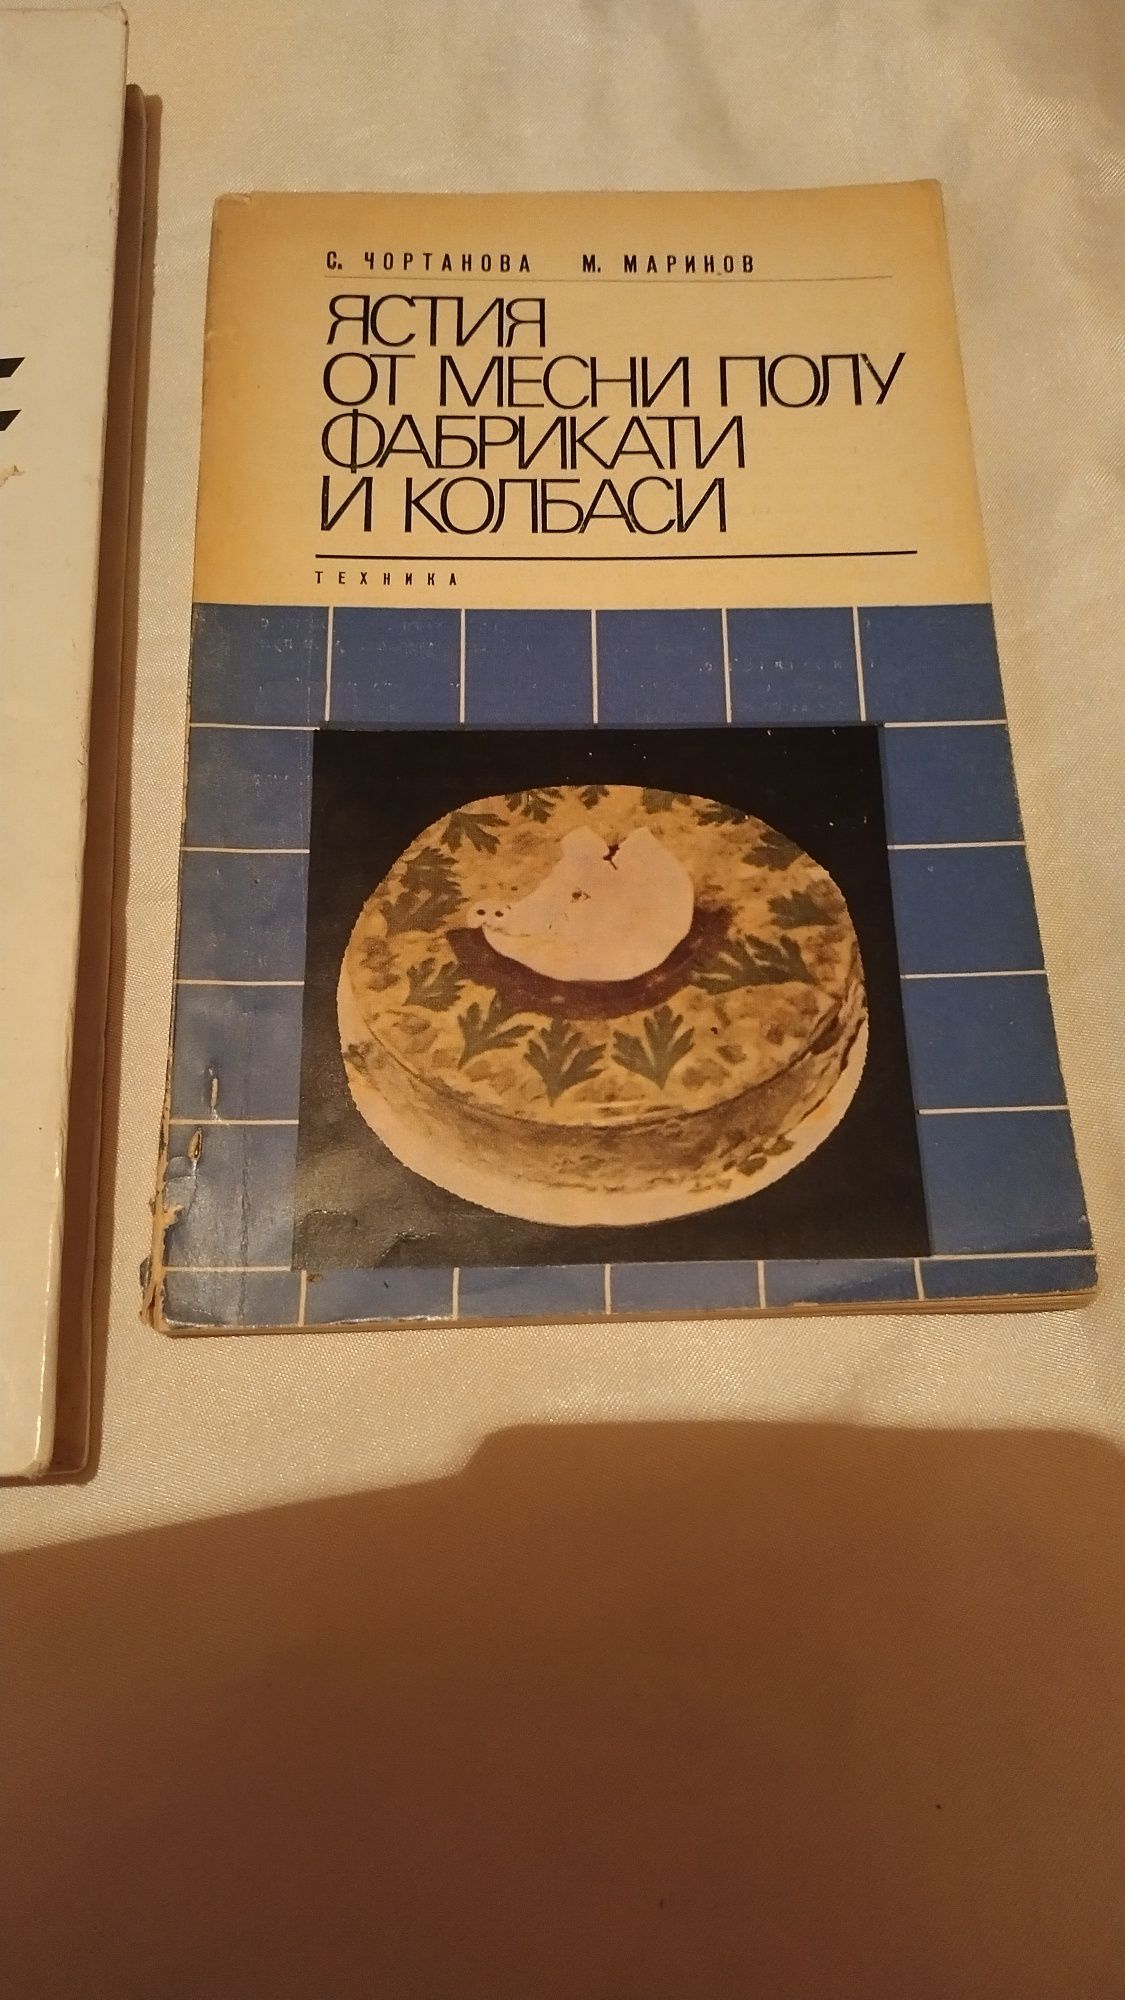 С. ЧОРТАНОВА М. МАРИНОВ
ЯСТИЯ
ОТ МЕСНИ ПОЛУ
ФАБРИКАТИ
И КОЛБАСИ
ТЕХНИКА